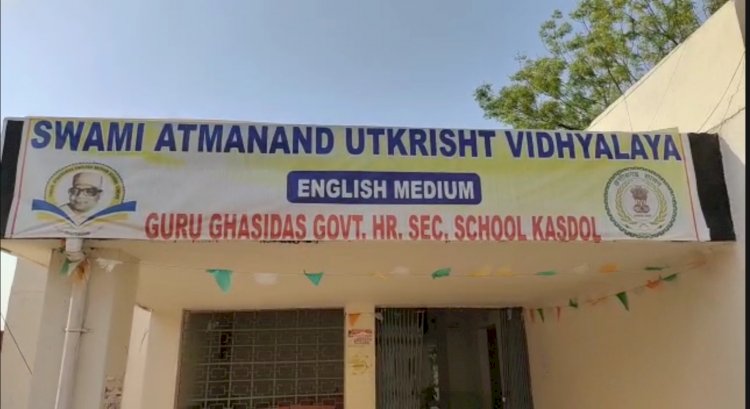 SWAMI ATMANAND UTKRISHT VIDHYALAYA
ENGLISH MEDIUM
GURU GHASIDAS GOVT. HR. SEC. SCHOOL KASDOL